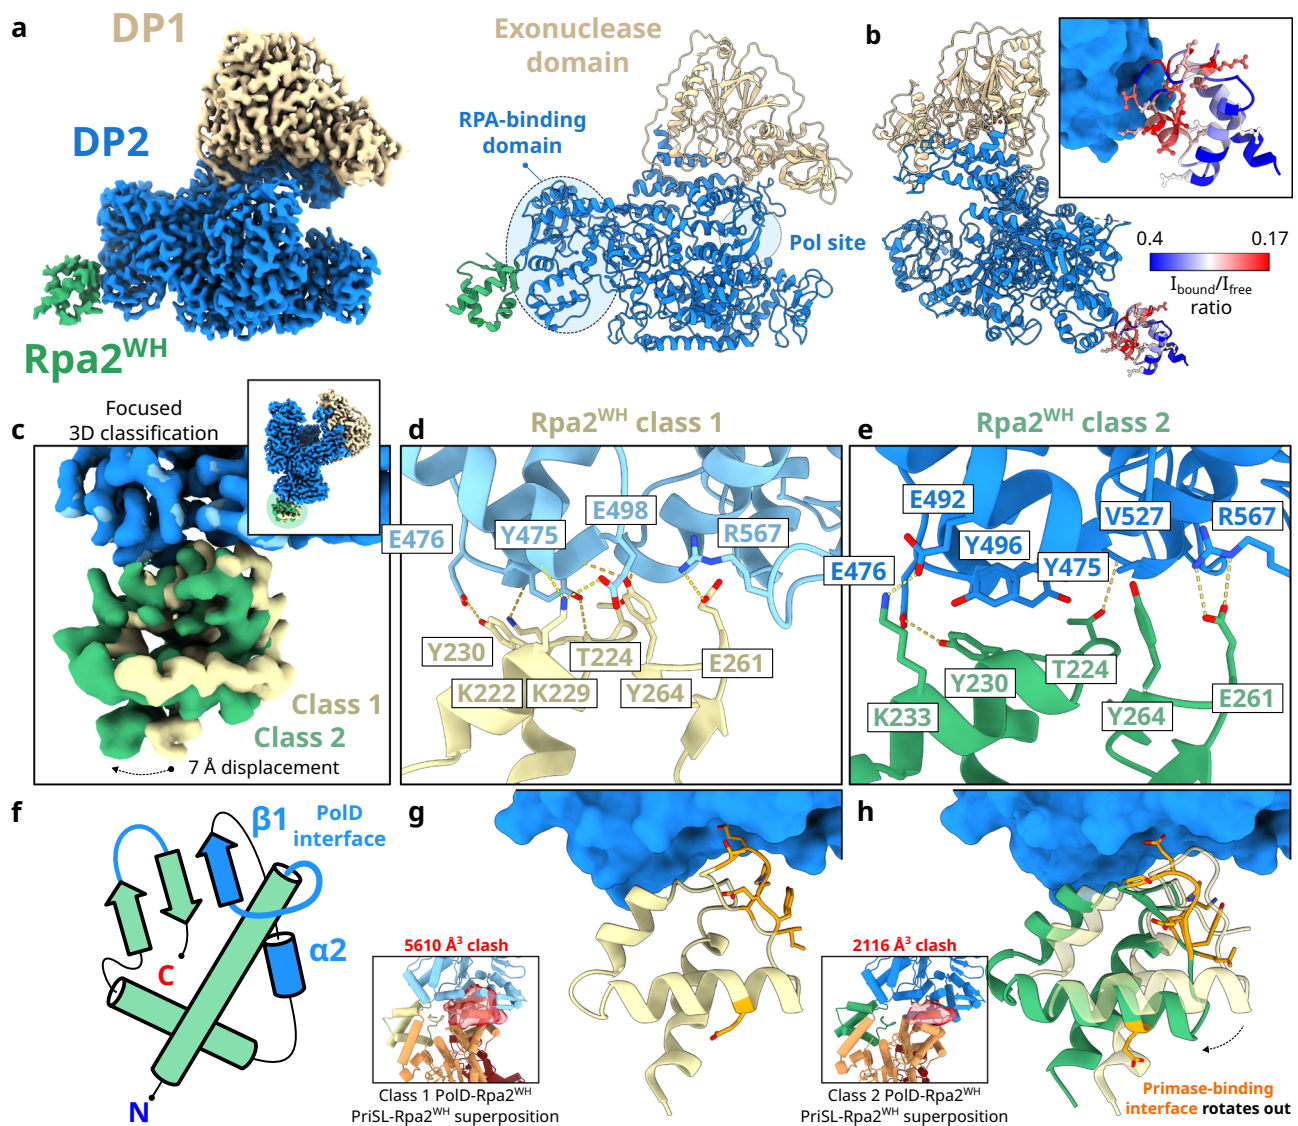 a
DP1
DP2
Rpa2WH
Exonuclease
domain
RPA-binding
domain
Pol site
b
0.4
0.17
Ibound/Ifree
ratio
c
Focused
3D classification
Class 1
Class 2
7 Å displacement
d
Rpa2WH class 1
E476
Y475
E498
R567
Y230
T224
E261
K222
K229
Y264
e
Rpa2WH class 2
E492
V527
R567
Y496
Y475
E476
T224
Y230
E261
K233
Y264
f
β1
PolD
interface
α2
C
N
g
5610 Å3 clash
Class 1 PolD-Rpa2WH
PriSL-Rpa2WH superposition
h
2116 Å3 clash
Class 2 PolD-Rpa2WH
PriSL-Rpa2WH superposition
Primase-binding
interface rotates out